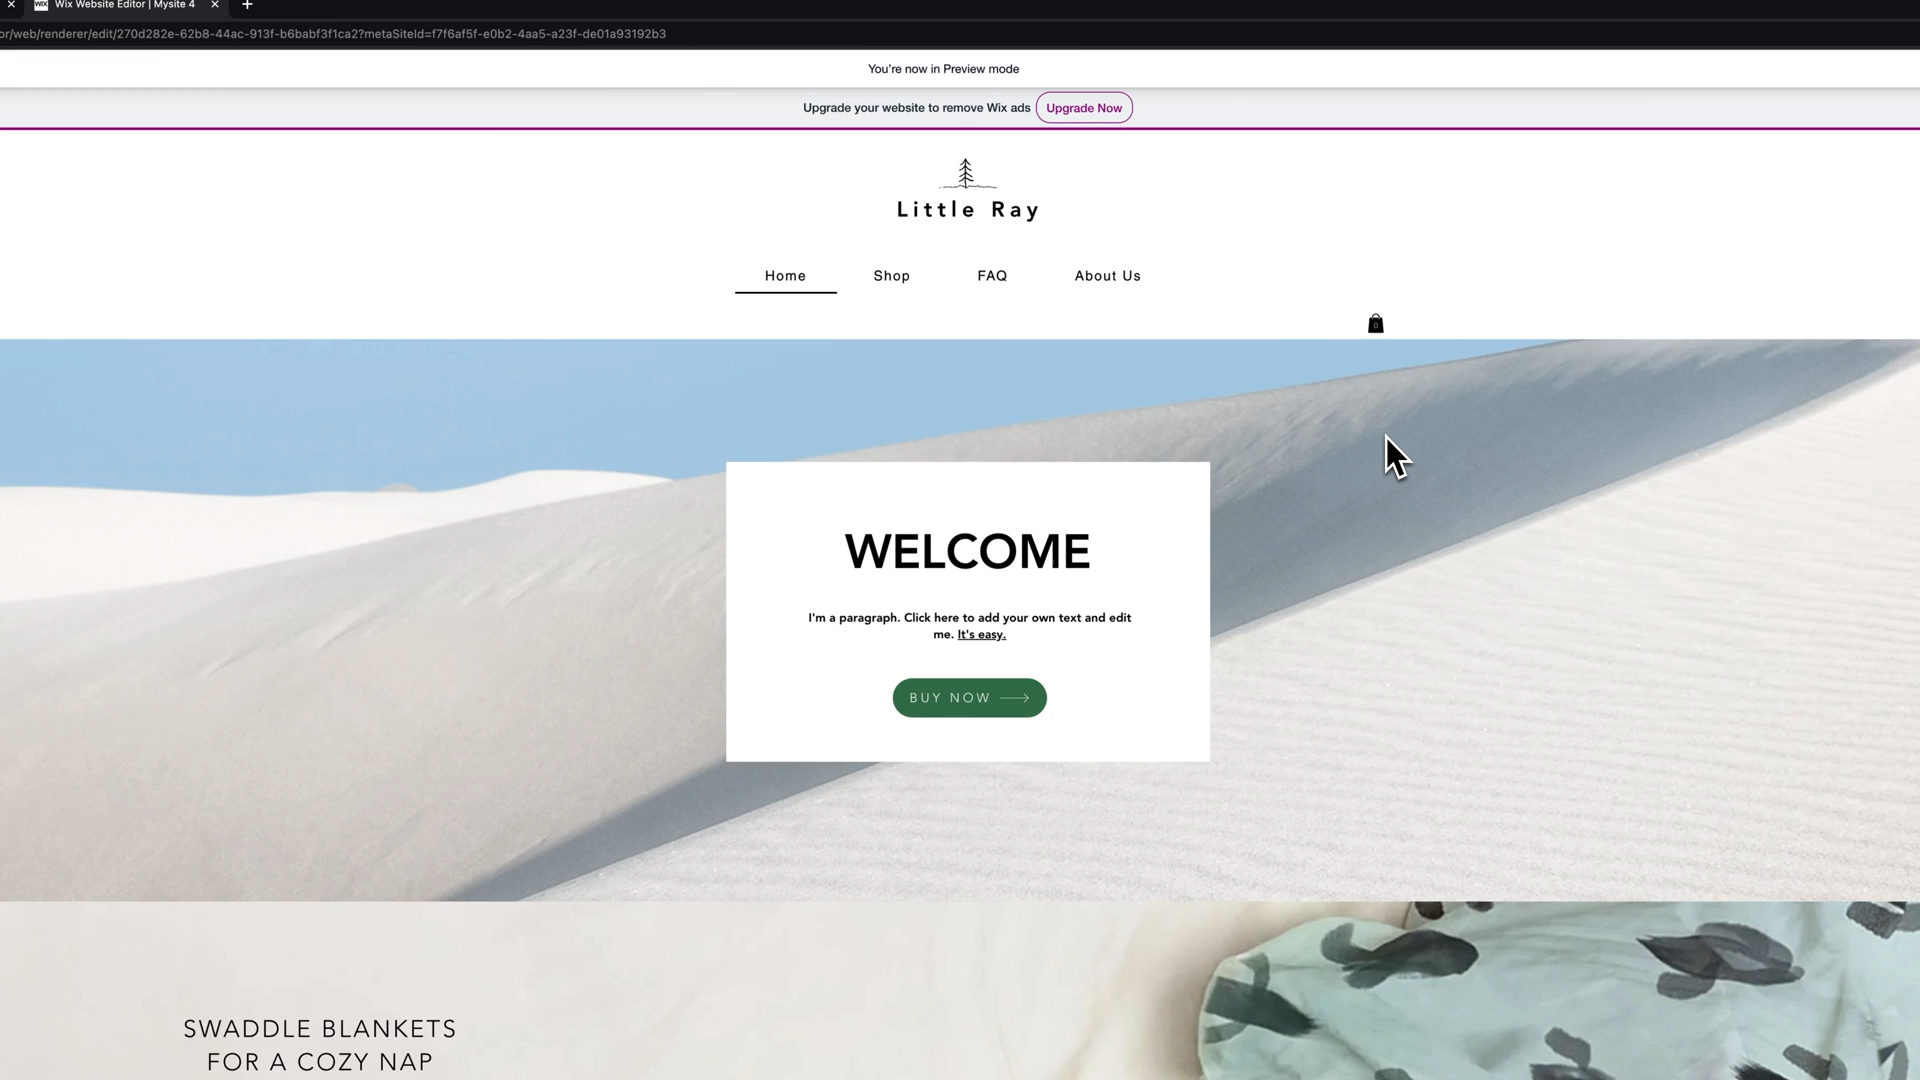 WIX Wix Website Editor | Mysite 4
or/web/renderer/edit/270d282e-62b8-44ac-913f-b6babf3f1ca2?metaSiteId=f7f6af5f-e0b2-4aa5-a23f-de01a93192b3
You're now in Preview mode
Upgrade your website to remove Wix ads Upgrade Now
Little Ray
Home Shop FAQ About Us
0
WELCOME
I'm a paragraph. Click here to add your own text and edit
me. It's easy.
BUY NOW
SWADDLE BLANKETS
FOR A COZY NAP